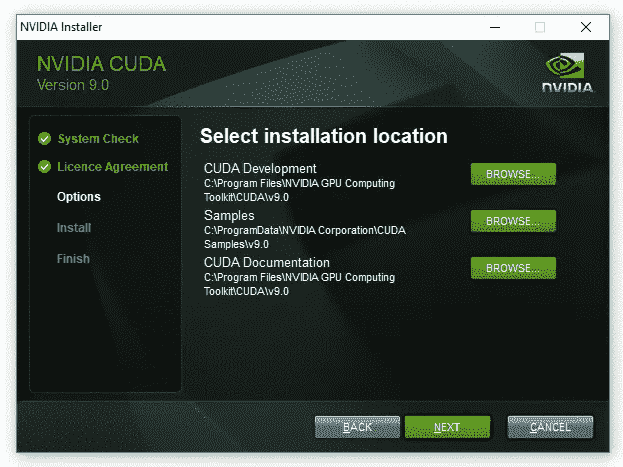 NVIDIA Installer
NVIDIA CUDA
Version 9.0
NVIDIA
System Check
Licence Agreement
Options
Install
Finish
Select installation location
CUDA Development
C:\Program Files\NVIDIA GPU Computing
Toolkit\CUDA\v9.0
BROWSE...
Samples
C:\ProgramData\NVIDIA Corporation\CUDA
Samples\v9.0
BROWSE...
CUDA Documentation
C:\Program Files\NVIDIA GPU Computing
Toolkit\CUDA\v9.0
BROWSE...
BACK
NEXT
CANCEL